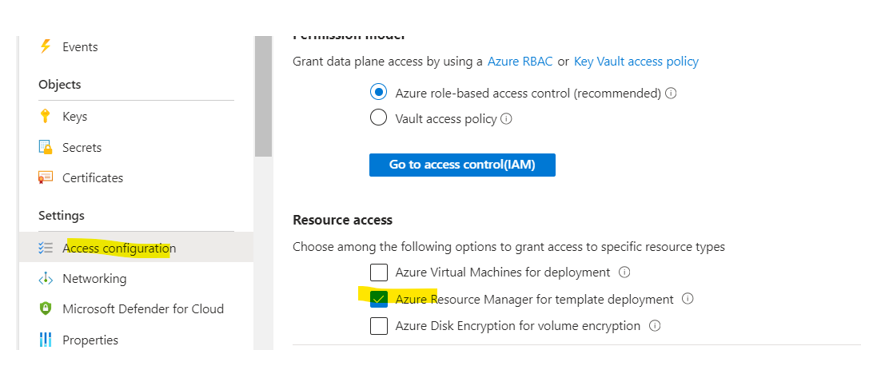 Events
Objects
Keys
Secrets
Certificates
Settings
Access configuration
Networking
Microsoft Defender for Cloud
Properties
Permission model
Grant data plane access by using a Azure RBAC or Key Vault access policy
Azure role-based access control (recommended)
Vault access policy
Go to access control(IAM)
Resource access
Choose among the following options to grant access to specific resource types
Azure Virtual Machines for deployment
Azure Resource Manager for template deployment
Azure Disk Encryption for volume encryption